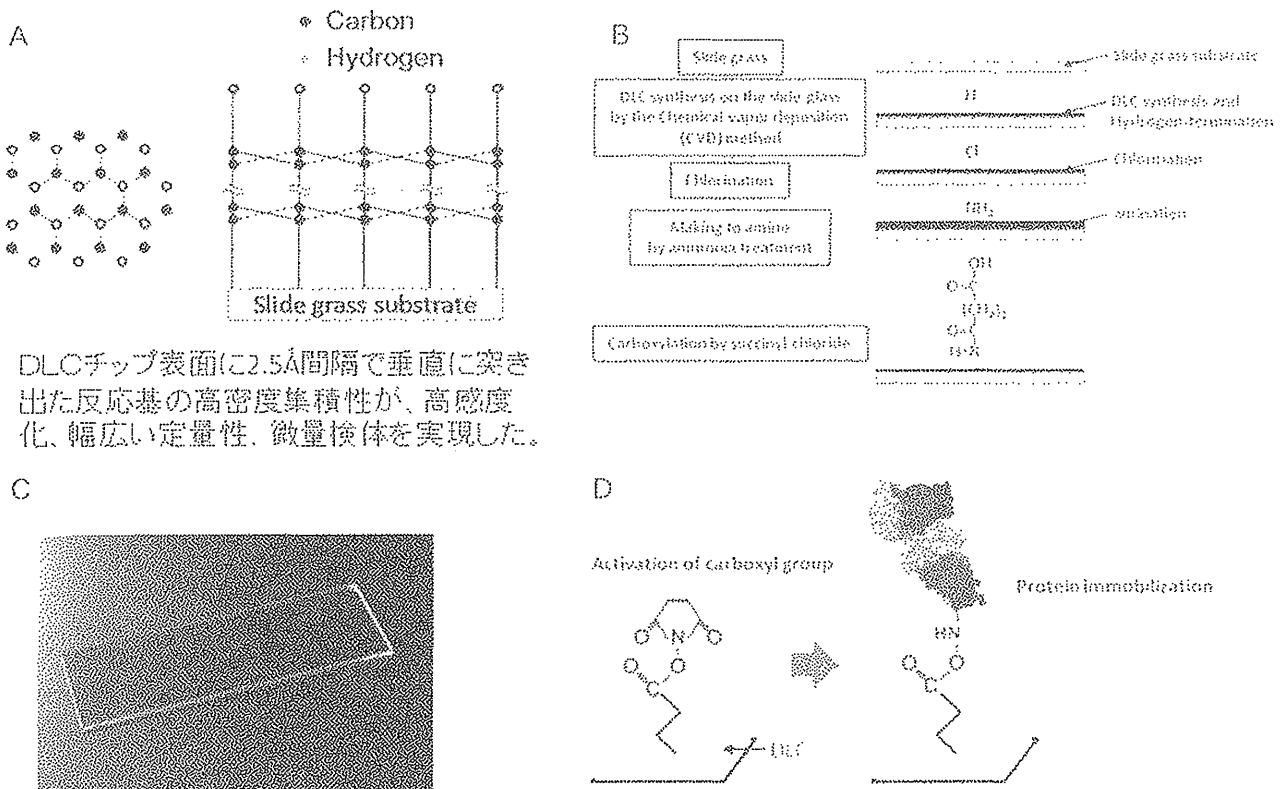 A
Carbon
Hydrogen
Slide grass substrate
DLCチップ表面に2.5Å間隔で垂直に突き
出た反応基の高密度集積性が、高感度
化、幅広い定量性、微量検体を実現した。
B
Slide grass
DLC synthesis on the slide glass
by the Chemical vapor deposition
(CVD) method
Chlorination
Making to amine
by ammonia treatment
Carboxylation by succinyl chloride
Slide grass substrate
H
DLC synthesis and
Hydrogen-termination
Cl
Chlorination
NH₂
amination
OH
O=C
(CH₂)₂
O=C
H-N
C
D
Activation of carboxyl group
O N O
O O
C
DLC
Protein immobilization
HN
O O
C